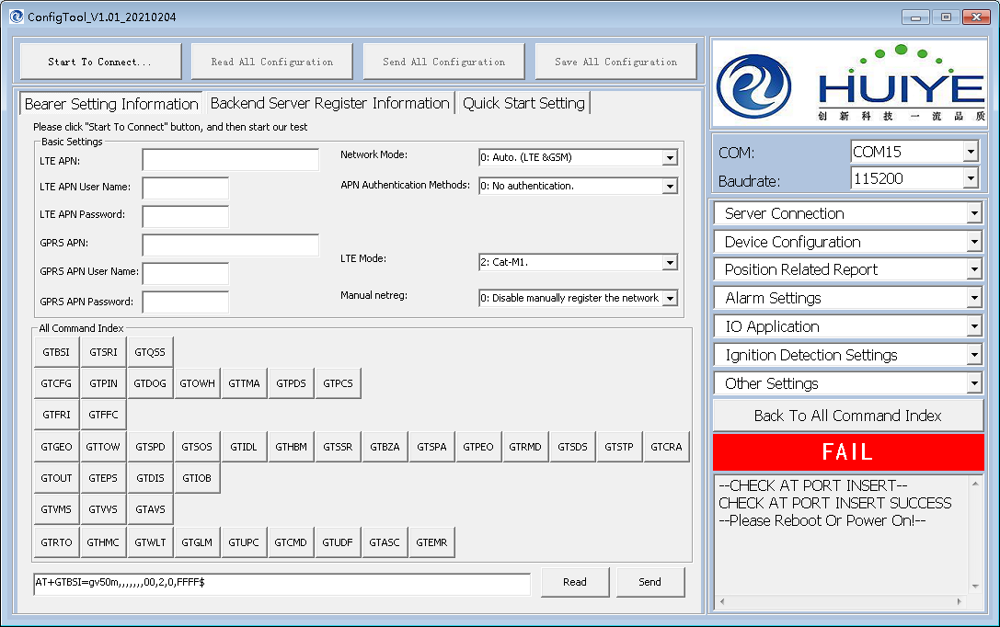 ConfigTool_V1.01_20210204
Start To Connect...
Read All Configuration
Send All Configuration
Save All Configuration
HUIYE
创新科技 一流品质
Bearer Setting Information
Backend Server Register Information
Quick Start Setting
Please click "Start To Connect" button, and then start our test
Basic Settings
LTE APN:
Network Mode:
0: Auto. (LTE &GSM)
LTE APN User Name:
APN Authentication Methods:
0: No authentication.
LTE APN Password:
GPRS APN:
LTE Mode:
2: Cat-M1.
GPRS APN User Name:
GPRS APN Password:
Manual netreg:
0: Disable manually register the network
All Command Index
GTBSI GTSRI GTQSS
GTCFG GTPIN GTDOG GTOWH GTTMA GTPDS GTPCS
GTFRI GTFFC
GTGEO GTTOW GTSPD GTSOS GTIDL GTHBM GTSSR GTBZA GTSPA GTPEO GTRMD GTSDS GTSTP GTCRA
GTOUT GTEPS GTDIS GTIOB
GTVMS GTVVS GTAVS
GTRTO GTHMC GTWLT GTGLM GTUPC GTCMD GTUDF GTASC GTEMR
AT+GTBSI=gv50m,,,,,,,00,2,0,FFFF$
Read
Send
COM:
COM15
Baudrate:
115200
Server Connection
Device Configuration
Position Related Report
Alarm Settings
IO Application
Ignition Detection Settings
Other Settings
Back To All Command Index
FAIL
--CHECK AT PORT INSERT--
CHECK AT PORT INSERT SUCCESS
--Please Reboot Or Power On!--